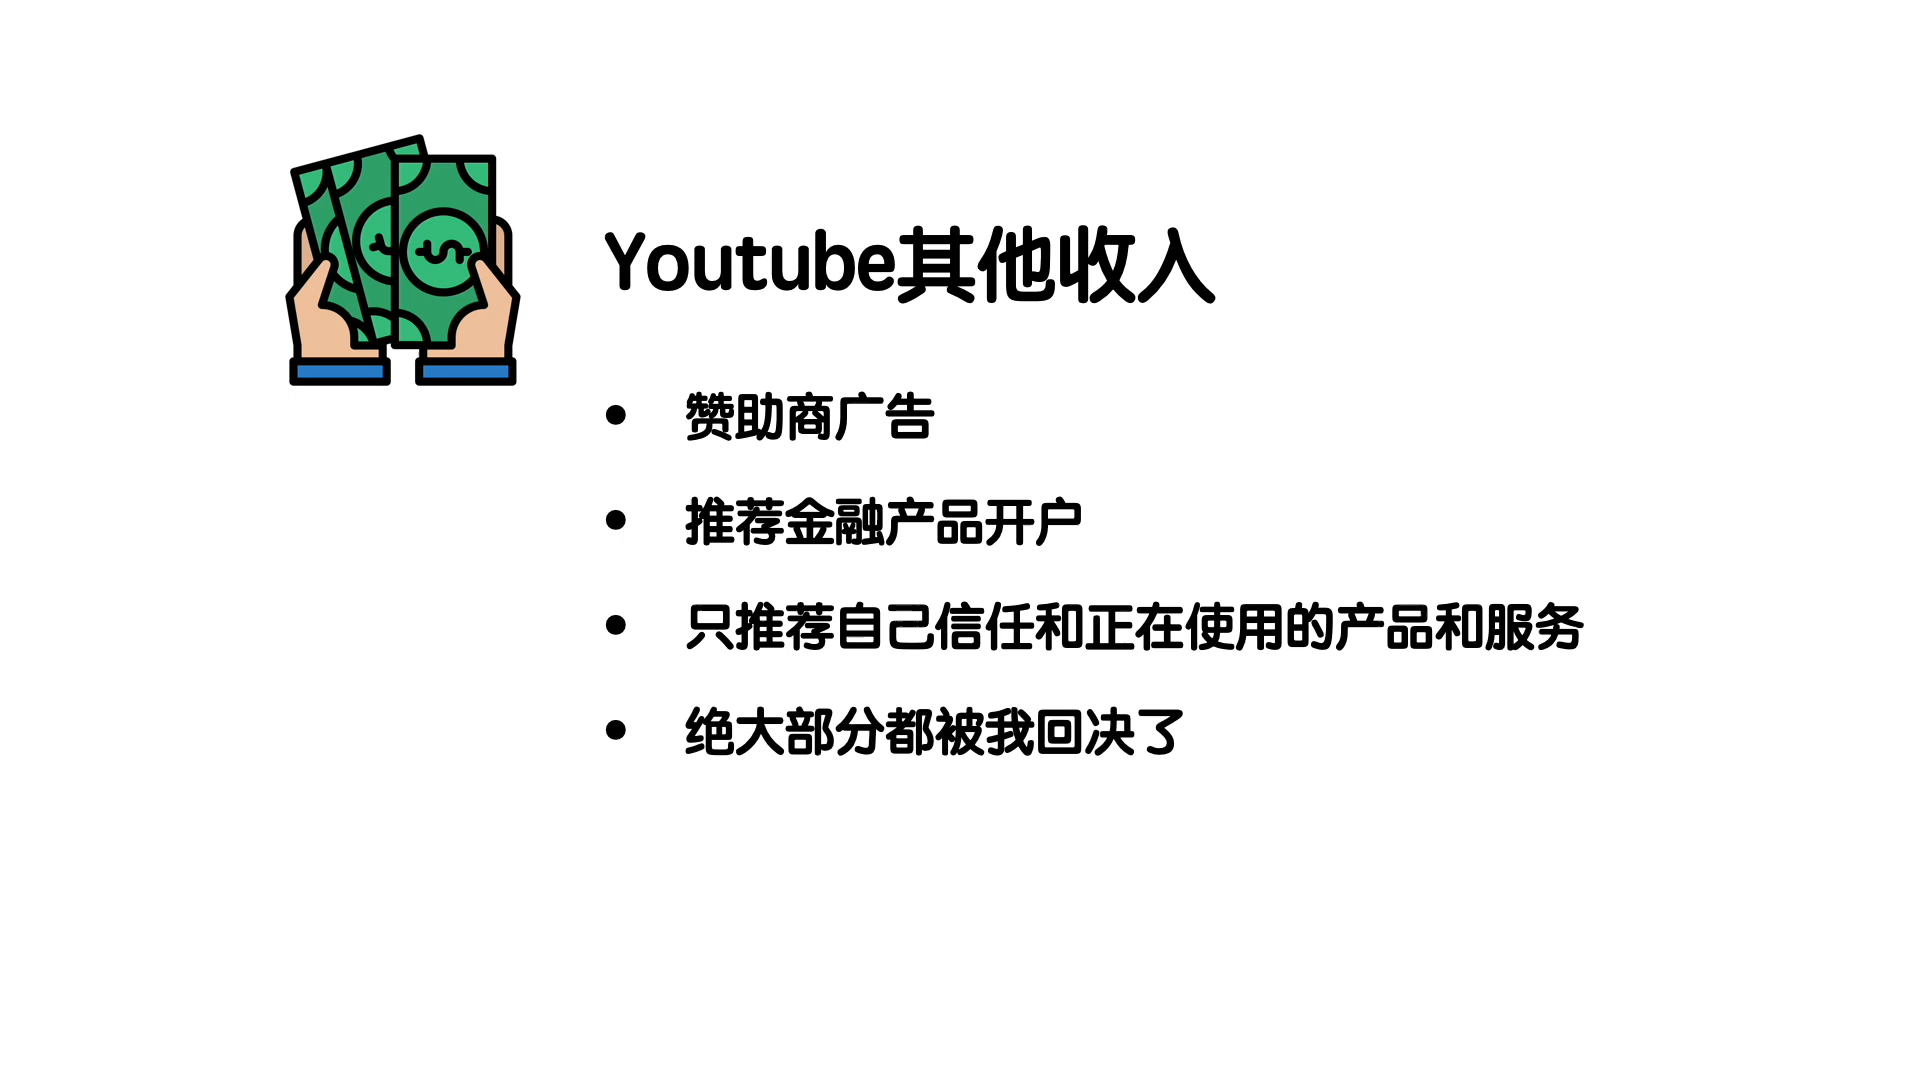 Youtube其他收入
• 赞助商广告
• 推荐金融产品开户
• 只推荐自己信任和正在使用的产品和服务
• 绝大部分都被我回决了